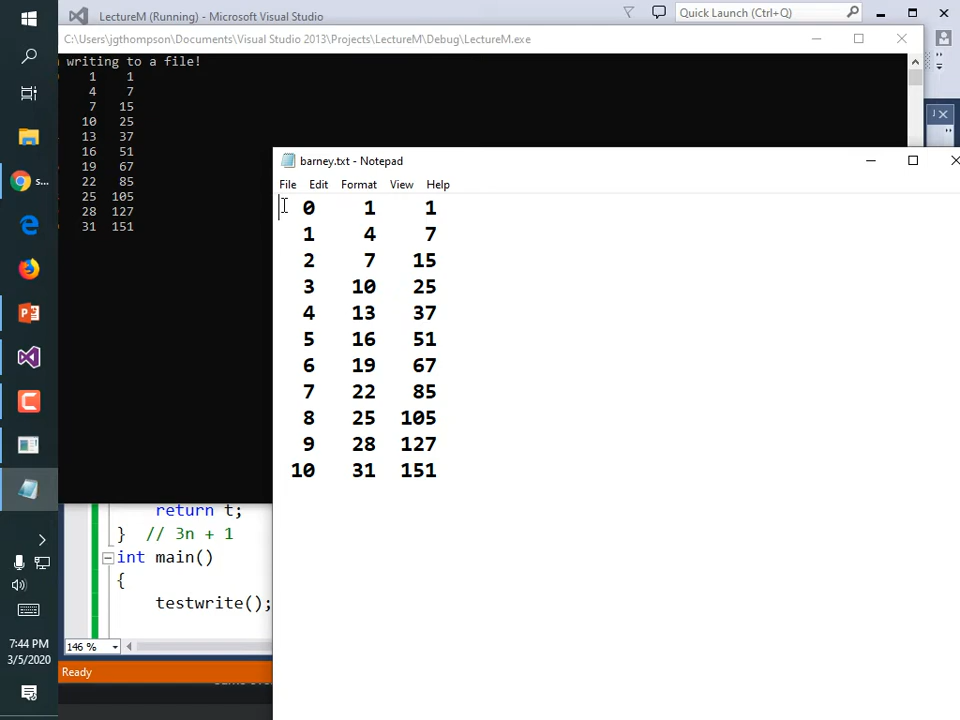 LectureM (Running) - Microsoft Visual Studio
Quick Launch (Ctrl+Q)
C:\Users\jgthompson\Documents\Visual Studio 2013\Projects\LectureM\Debug\LectureM.exe
writing to a file!
1 1
4 7
7 15
10 25
13 37
16 51
19 67
22 85
25 105
28 127
31 151
barney.txt - Notepad
File Edit Format View Help
0 1 1
1 4 7
2 7 15
3 10 25
4 13 37
5 16 51
6 19 67
7 22 85
8 25 105
9 28 127
10 31 151
return t;
} // 3n + 1
int main()
{
testwrite();
146 %
Ready
s...
7:44 PM
3/5/2020